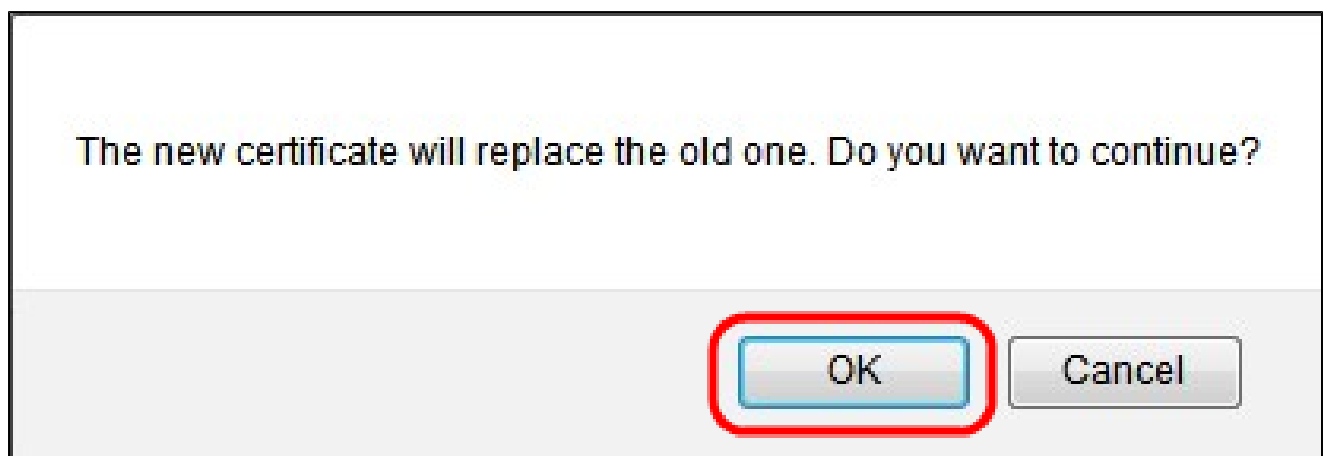 The new certificate will replace the old one. Do you want to continue?
OK Cancel